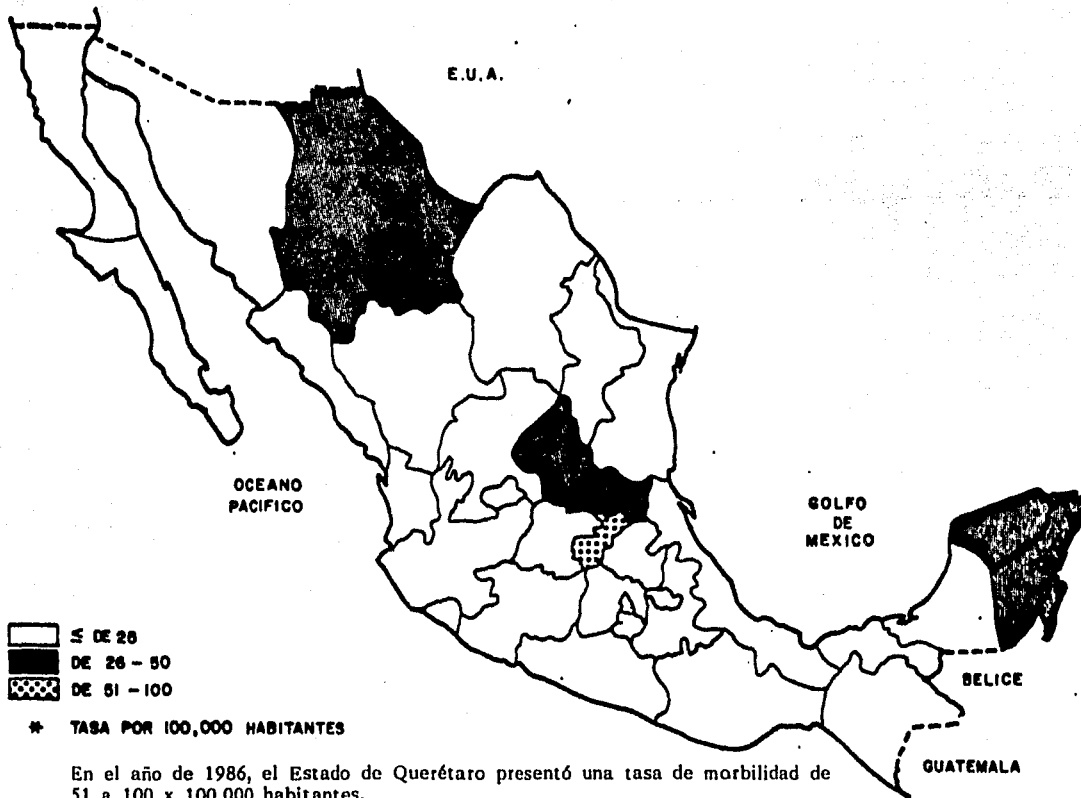 E.U.A.
OCEANO
PACIFICO
GOLFO
DE
MEXICO
≤ DE 25
DE 26 - 50
DE 51 - 100
* TASA POR 100,000 HABITANTES
BELICE
GUATEMALA
En el año de 1986, el Estado de Querétaro presentó una tasa de morbilidad de
51 a 100 x 100,000 habitantes.